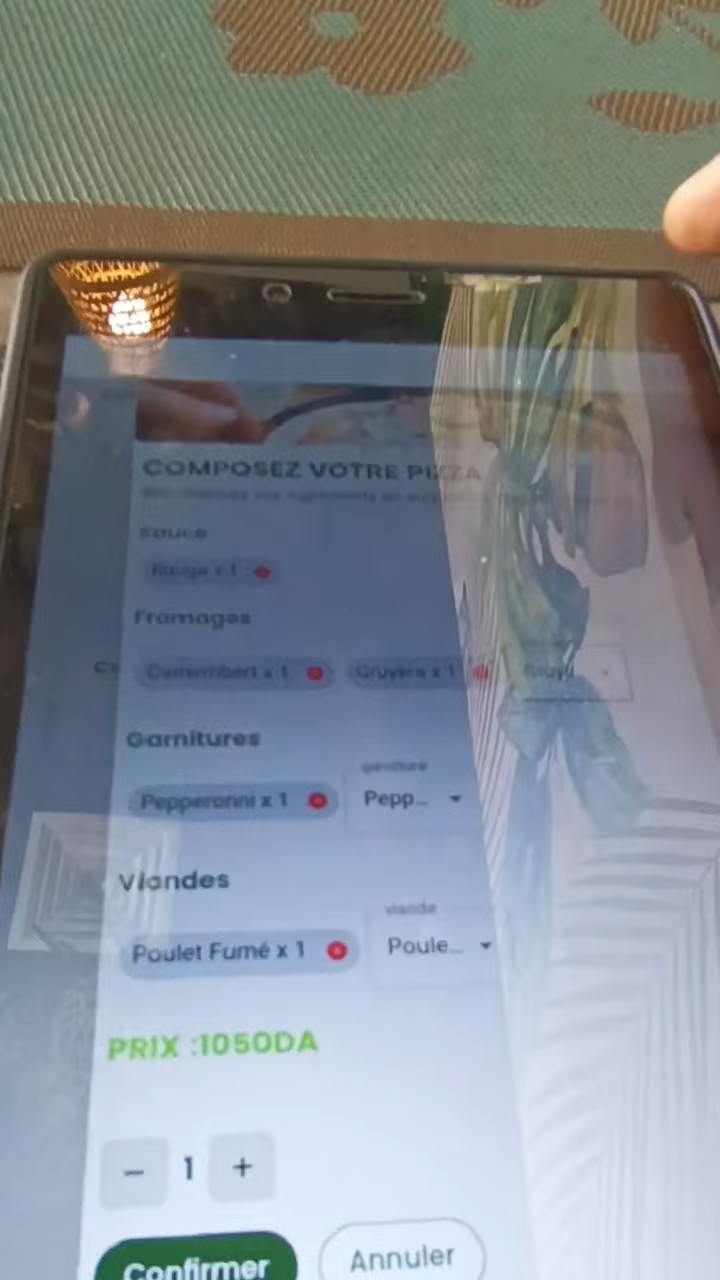 COMPOSEZ VOTRE PIZZA
Sauce
Rouge x 1
Fromages
Camembert x 1 Gruyère x 1
Garnitures
garniture
Pepperonni x 1 Pepp...
Viandes
viande
Poulet Fumé x 1 Poule...
PRIX :1050DA
− 1 +
Confirmer Annuler